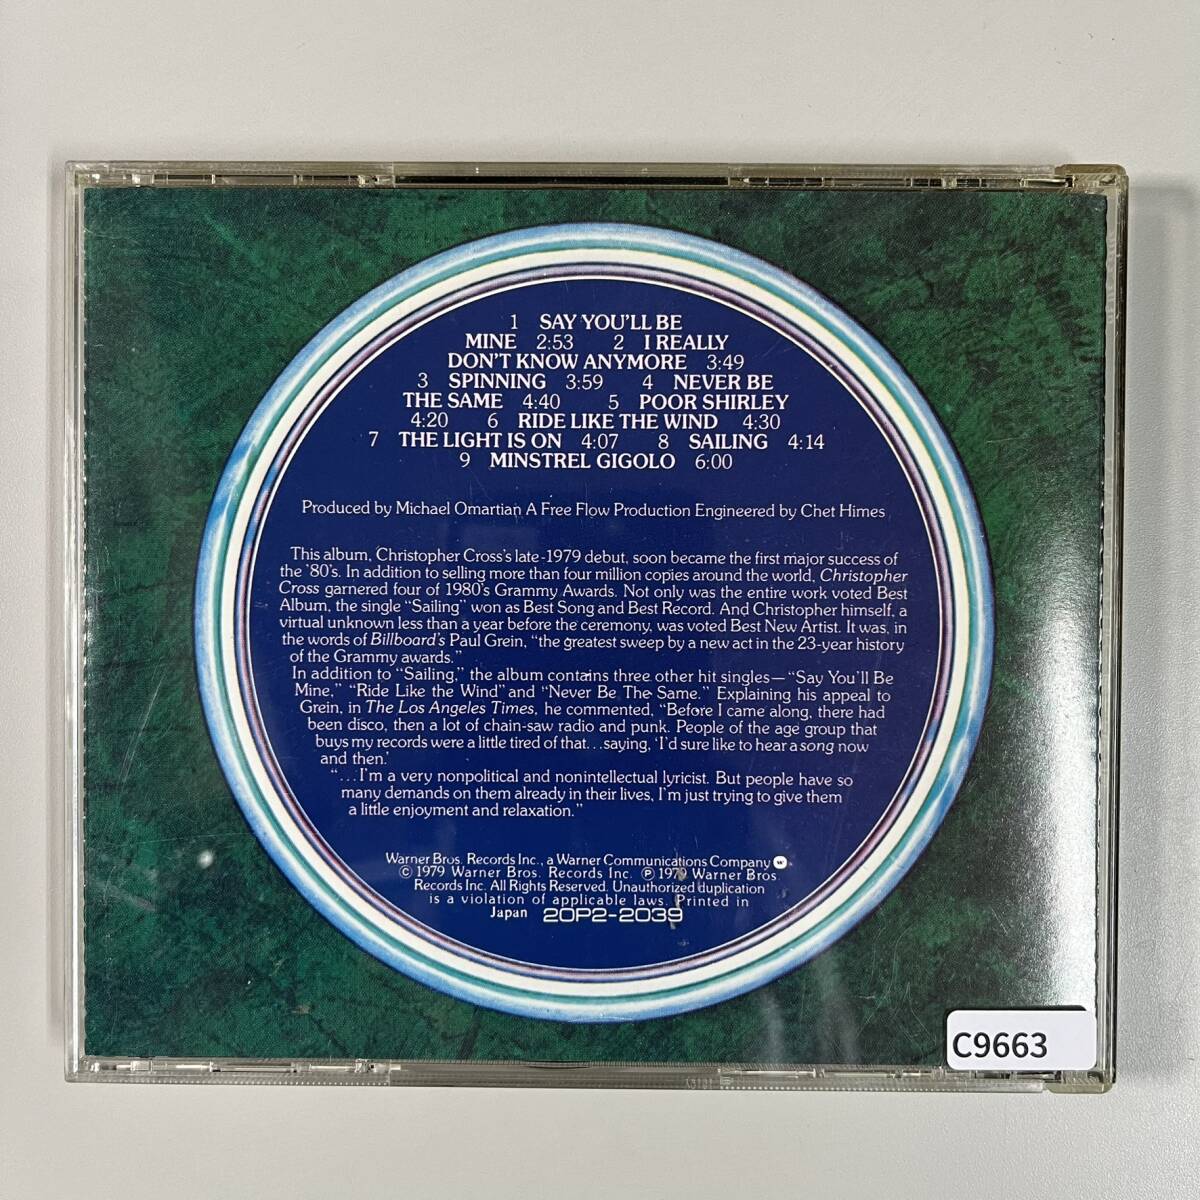 1 SAY YOU'LL BE
MINE 2:53 2 I REALLY
DON'T KNOW ANYMORE 3:49
3 SPINNING 3:59 4 NEVER BE
THE SAME 4:40 5 POOR SHIRLEY
4:20 6 RIDE LIKE THE WIND 4:30
7 THE LIGHT IS ON 4:07 8 SAILING 4:14
9 MINSTREL GIGOLO 6:00
Produced by Michael Omartian A Free Flow Production Engineered by Chet Himes
This album, Christopher Cross's late-1979 debut, soon became the first major success of
the '80's. In addition to selling more than four million copies around the world, Christopher
Cross garnered four of 1980's Grammy Awards. Not only was the entire work voted Best
Album, the single "Sailing" won as Best Song and Best Record. And Christopher himself, a
virtual unknown less than a year before the ceremony, was voted Best New Artist. It was, in
the words of Billboard's Paul Grein, "the greatest sweep by a new act in the 23-year history
of the Grammy awards."
In addition to "Sailing," the album contains three other hit singles—"Say You'll Be
Mine," "Ride Like the Wind" and "Never Be The Same." Explaining his appeal to
Grein, in The Los Angeles Times, he commented, "Before I came along, there had
been disco, then a lot of chain-saw radio and punk. People of the age group that
buys my records were a little tired of that...saying, 'I'd sure like to hear a song now
and then.'
"...I'm a very nonpolitical and nonintellectual lyricist. But people have so
many demands on them already in their lives, I'm just trying to give them
a little enjoyment and relaxation."
Warner Bros. Records Inc., a Warner Communications Company W
© 1979 Warner Bros. Records Inc. ℗ 1979 Warner Bros.
Records Inc. All Rights Reserved. Unauthorized duplication
is a violation of applicable laws. Printed in
Japan 20P2-2039
C9663